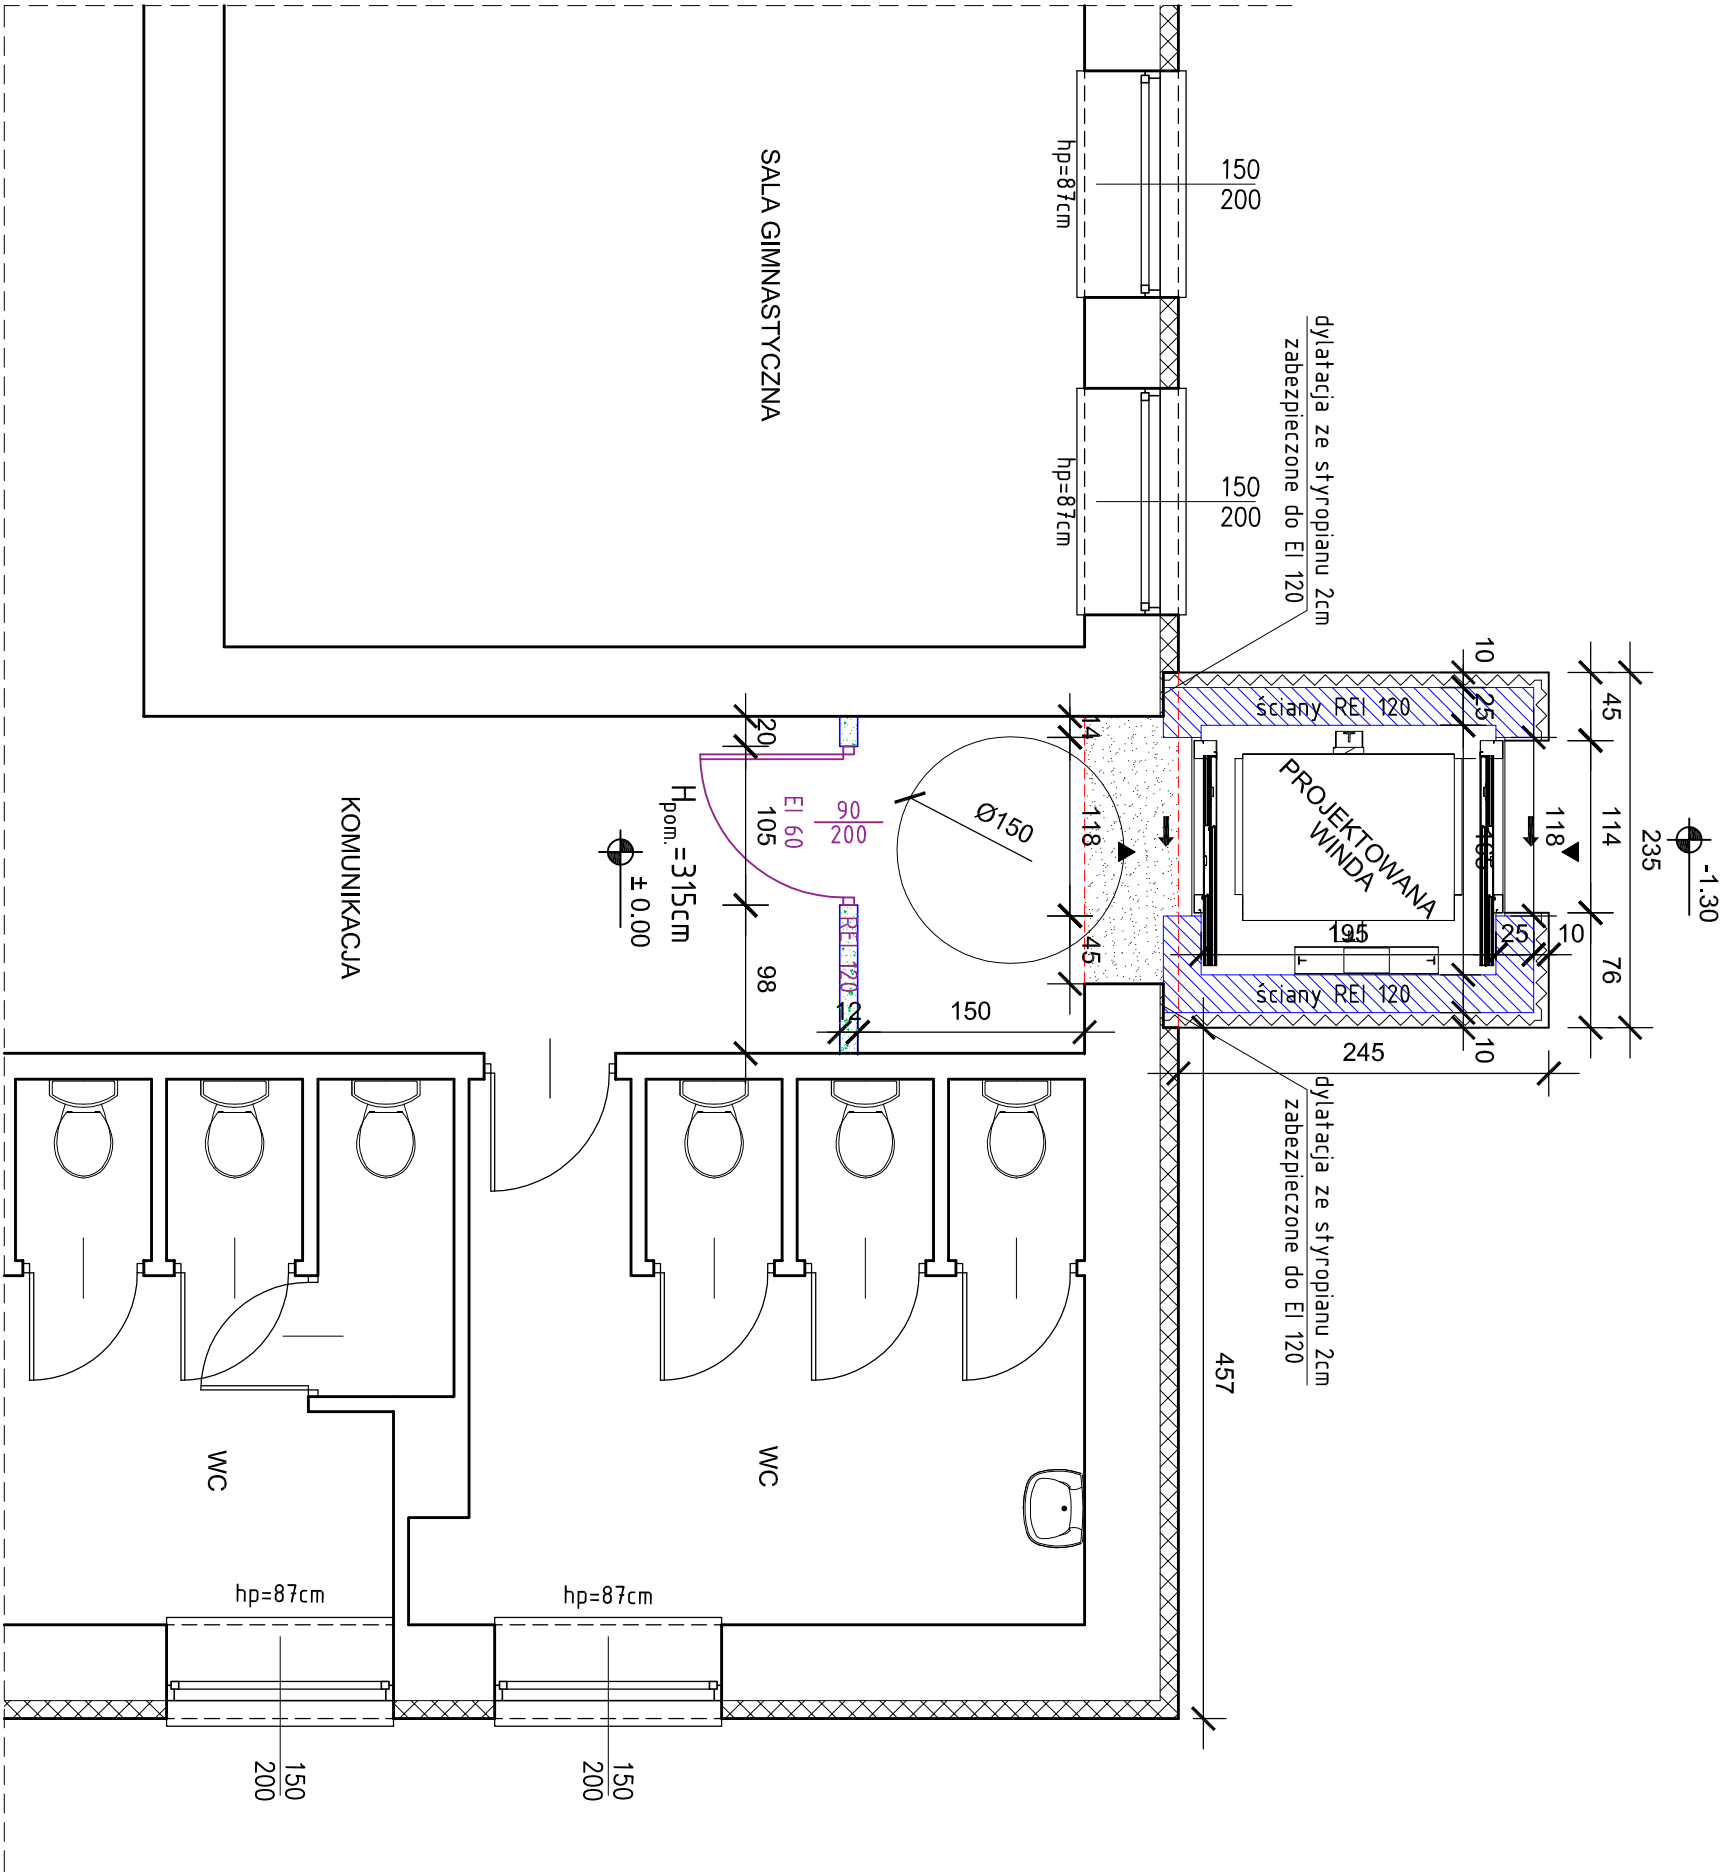 150
200
hp=87cm
150
200
hp=87cm
SALA GIMNASTYCZNA
dylatacja ze styropianu 2cm
zabezpieczone do EI 120
10
25
45
114
76
235
118
-1.30
ściany REI 120
PROJEKTOWANA
WINDA
195
25
10
ściany REI 120
10
245
14
118
45
Ø150
20
105
98
90
200
EI 60
REI 120
12
150
H pom. =315cm
± 0.00
KOMUNIKACJA
dylatacja ze styropianu 2cm
zabezpieczone do EI 120
457
WC
WC
hp=87cm
hp=87cm
150
200
150
200